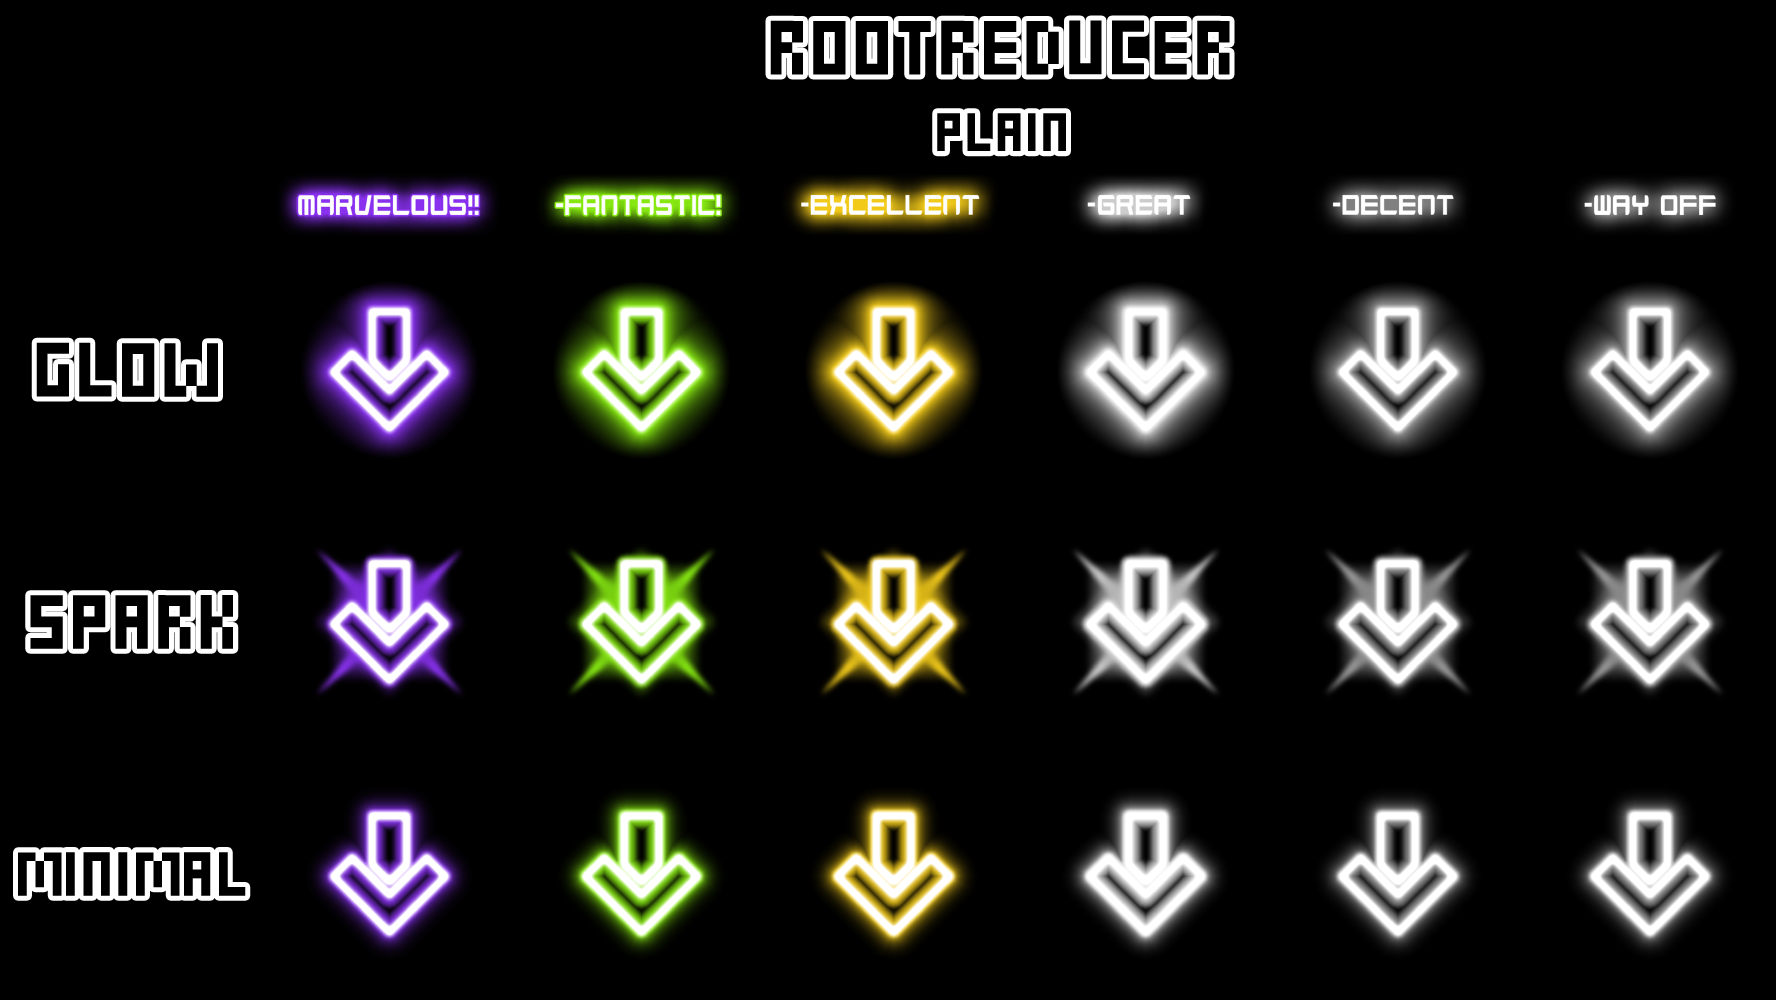 ROOTREDUCER
PLAIN
MARVELOUS!! -FANTASTIC! -EXCELLENT -GREAT -DECENT -WAY OFF
GLOW
SPARK
MINIMAL